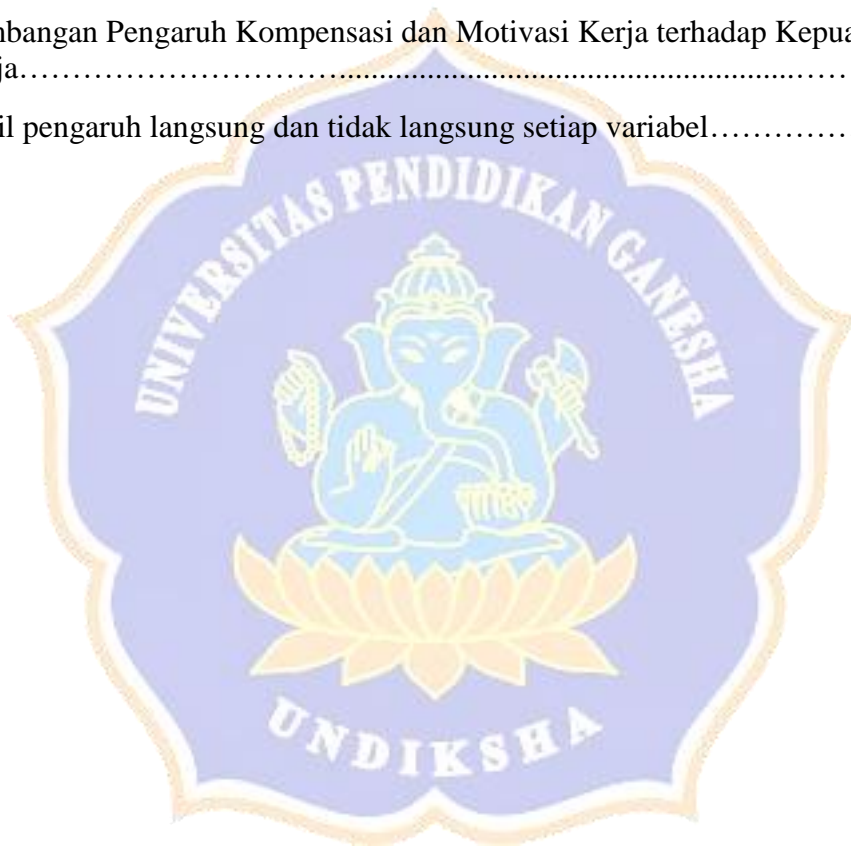 mbangan Pengaruh Kompensasi dan Motivasi Kerja terhadap Kepua
ja……………………………...........................................................................……
il pengaruh langsung dan tidak langsung setiap variabel……………
UNIVERSITAS PENDIDIKAN GANESHA
UNDIKSHA